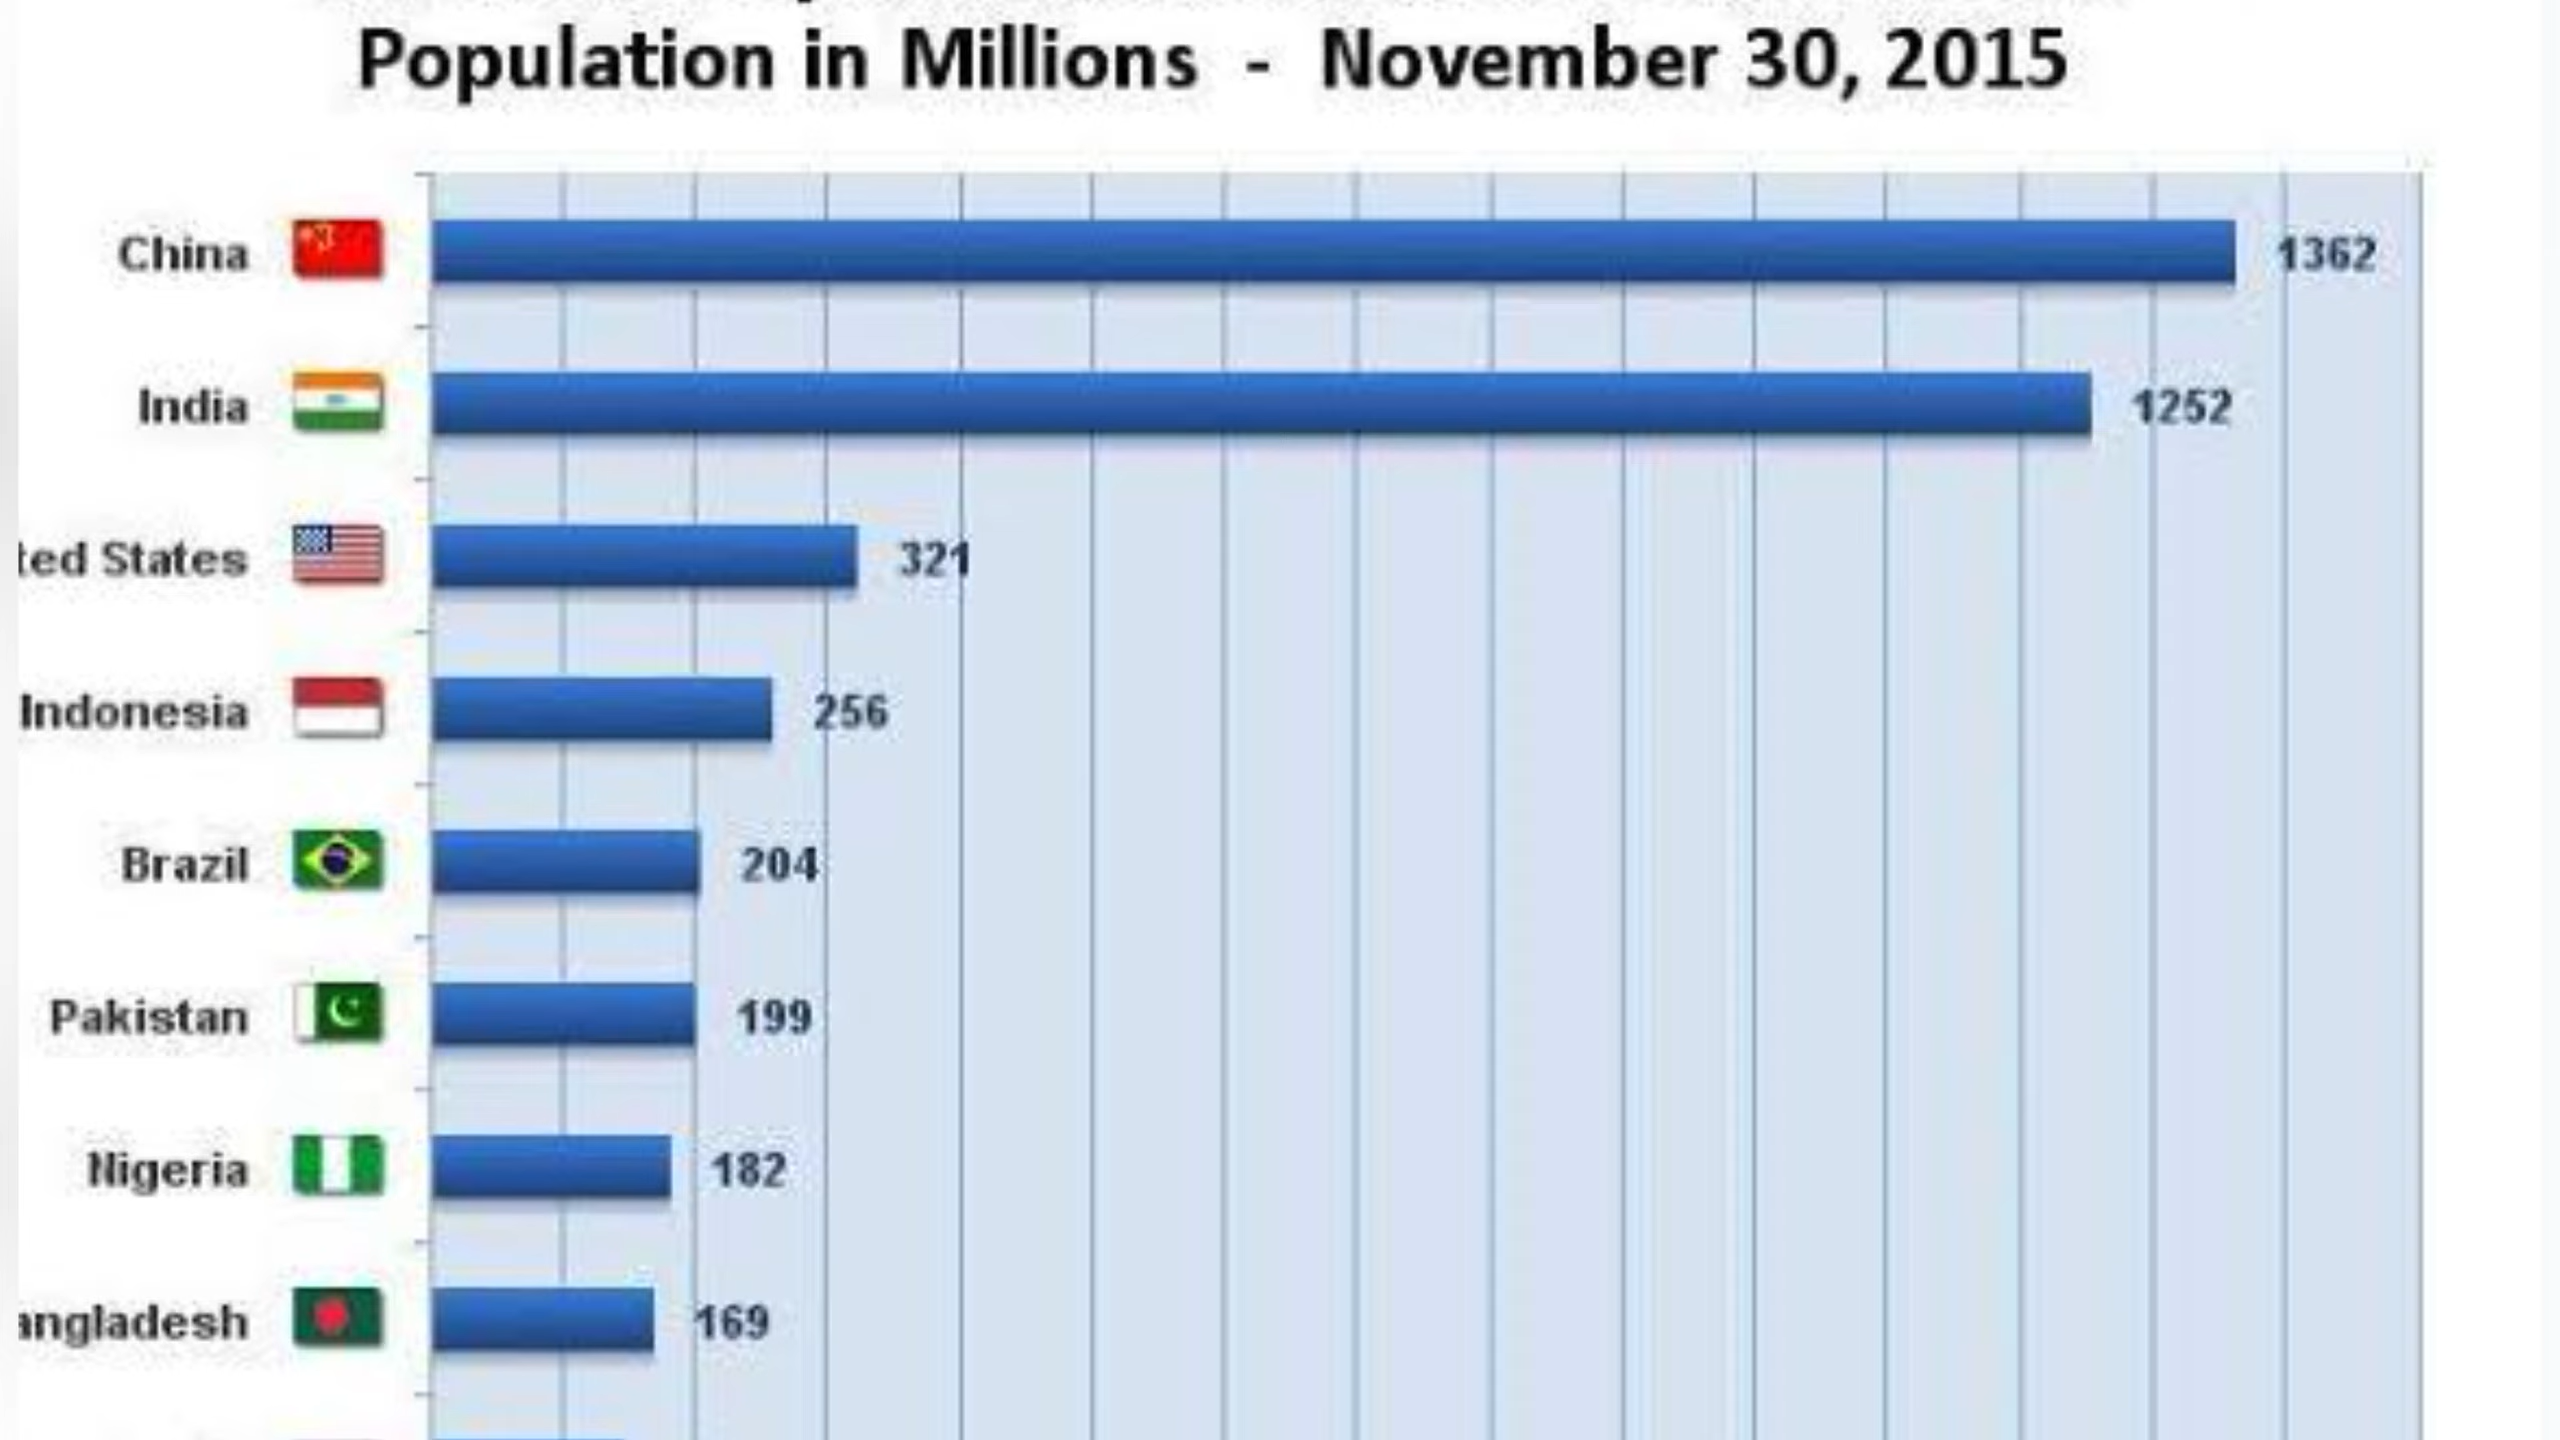 Population in Millions - November 30, 2015
China 1362
India 1252
ted States 321
Indonesia 256
Brazil 204
Pakistan 199
Nigeria 182
angladesh 169